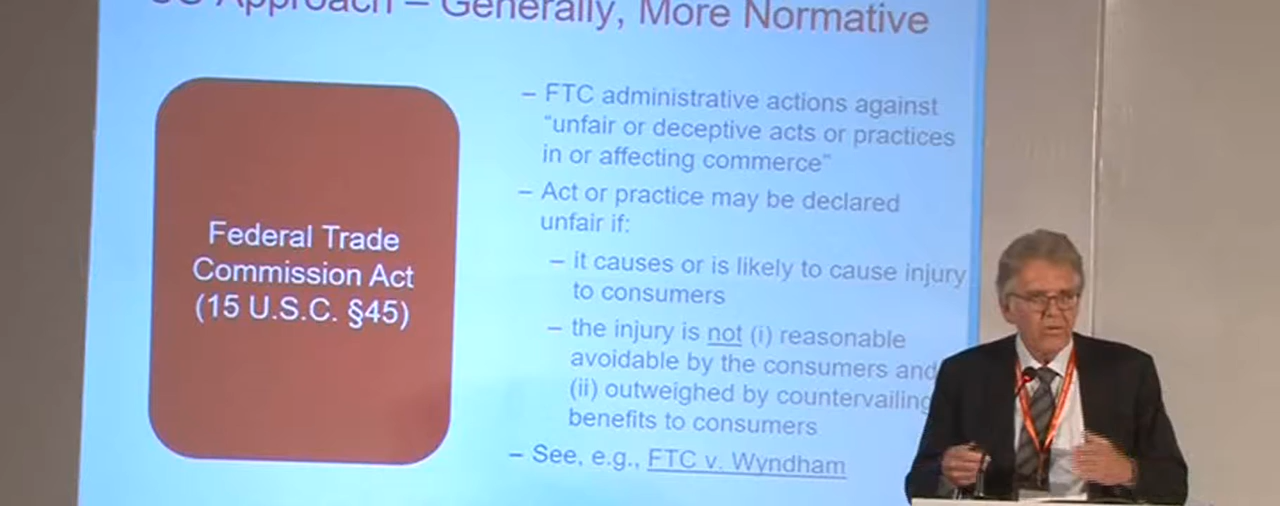 US Approach – Generally, More Normative
Federal Trade
Commission Act
(15 U.S.C. §45)
– FTC administrative actions against
"unfair or deceptive acts or practices
in or affecting commerce"
– Act or practice may be declared
unfair if:
– it causes or is likely to cause injury
to consumers
– the injury is not (i) reasonable
avoidable by the consumers and
(ii) outweighed by countervailing
benefits to consumers
– See, e.g., FTC v. Wyndham